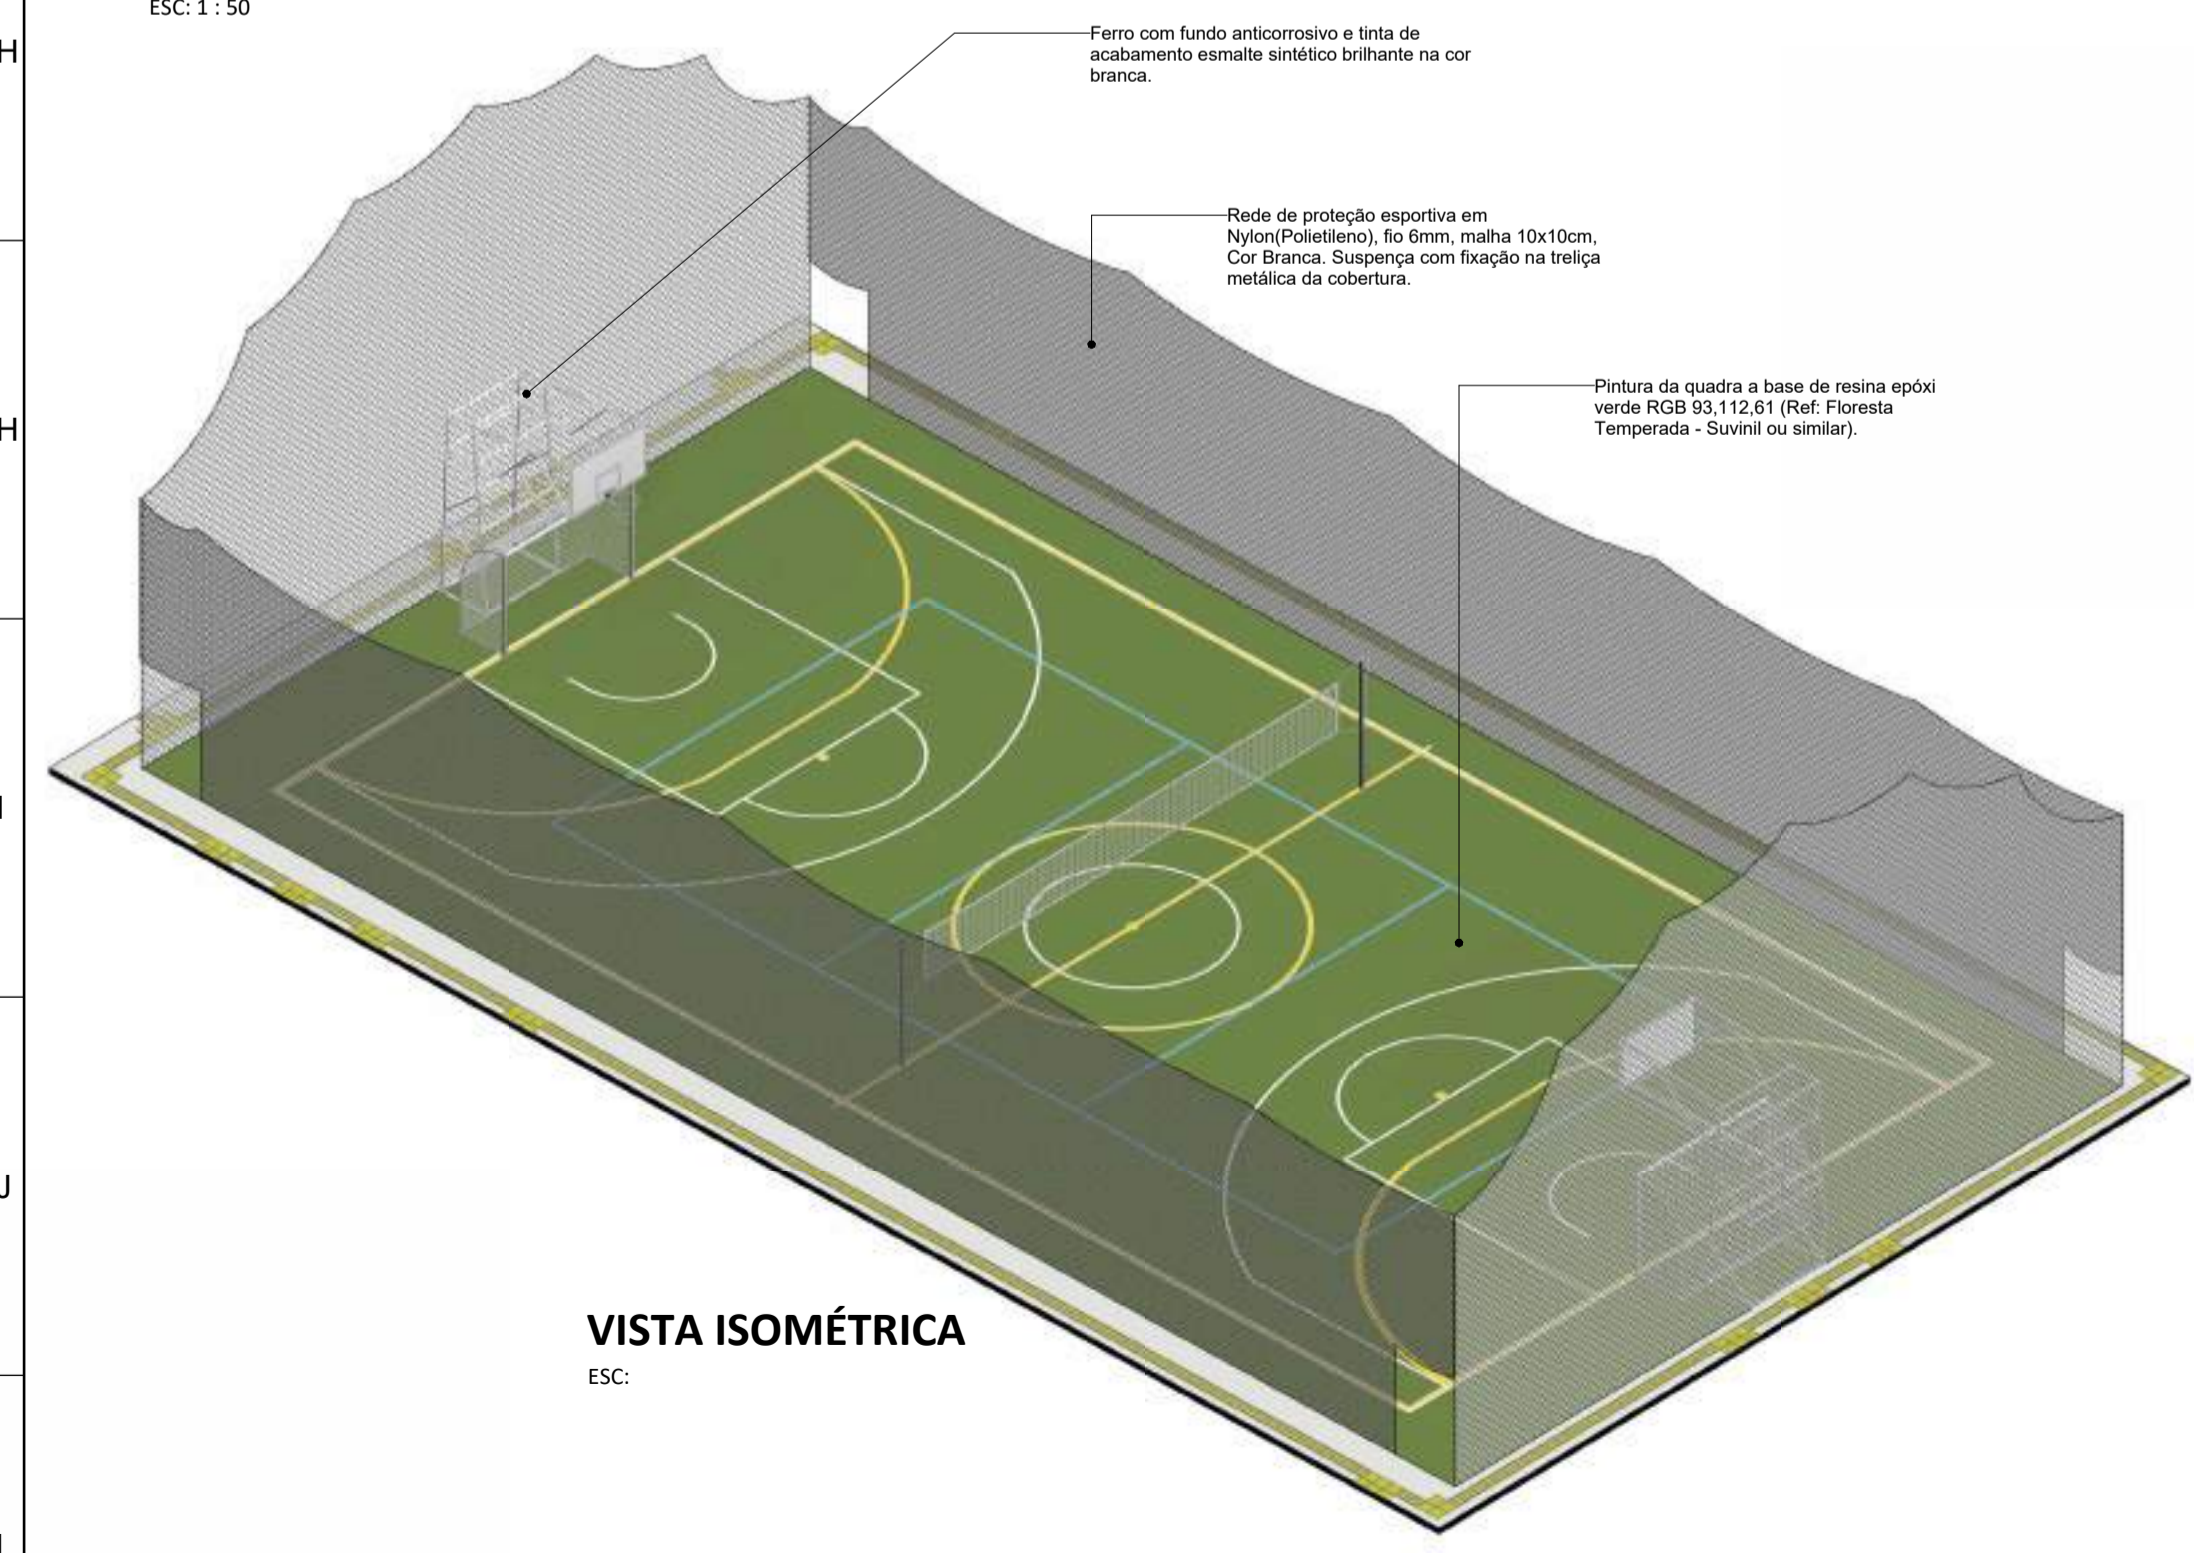 ESC: 1 : 50
H
Ferro com fundo anticorrosivo e tinta de
acabamento esmalte sintético brilhante na cor
branca.
Rede de proteção esportiva em
Nylon(Polietileno), fio 6mm, malha 10x10cm,
Cor Branca. Suspença com fixação na treliça
metálica da cobertura.
Pintura da quadra a base de resina epóxi
verde RGB 93,112,61 (Ref: Floresta
Temperada - Suvinil ou similar).
H
I
J
VISTA ISOMÉTRICA
ESC: